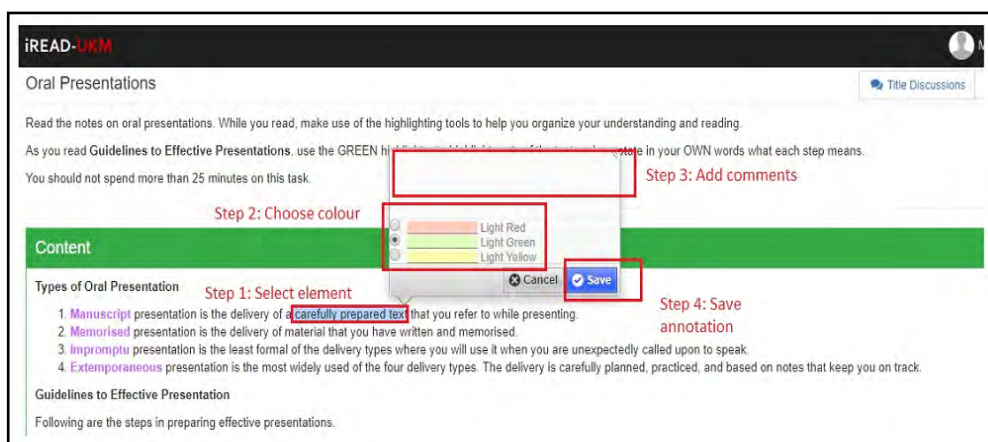 iREAD-UKM
M
Oral Presentations
Title Discussions
Read the notes on oral presentations. While you read, make use of the highlighting tools to help you organize your understanding and reading.
As you read Guidelines to Effective Presentations, use the GREEN in your OWN words what each step means.
You should not spend more than 25 minutes on this task.
Step 3: Add comments
Step 2: Choose colour
Light Red
Light Green
Light Yellow
Content
Cancel
Save
Types of Oral Presentation
Step 1: Select element
Step 4: Save
annotation
1. Manuscript presentation is the delivery of a carefully prepared text that you refer to while presenting.
2. Memorised presentation is the delivery of material that you have written and memorised.
3. Impromptu presentation is the least formal of the delivery types where you will use it when you are unexpectedly called upon to speak.
4. Extemporaneous presentation is the most widely used of the four delivery types. The delivery is carefully planned, practiced, and based on notes that keep you on track.
Guidelines to Effective Presentation
Following are the steps in preparing effective presentations.